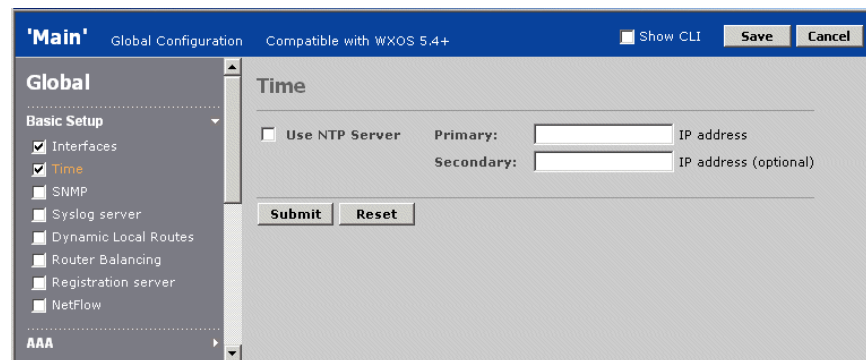 'Main' Global Configuration Compatible with WXOS 5.4+ Show CLI Save Cancel
Global
Basic Setup
Interfaces
Time
SNMP
Syslog server
Dynamic Local Routes
Router Balancing
Registration server
NetFlow
AAA
Time
Use NTP Server Primary: IP address
Secondary: IP address (optional)
Submit Reset